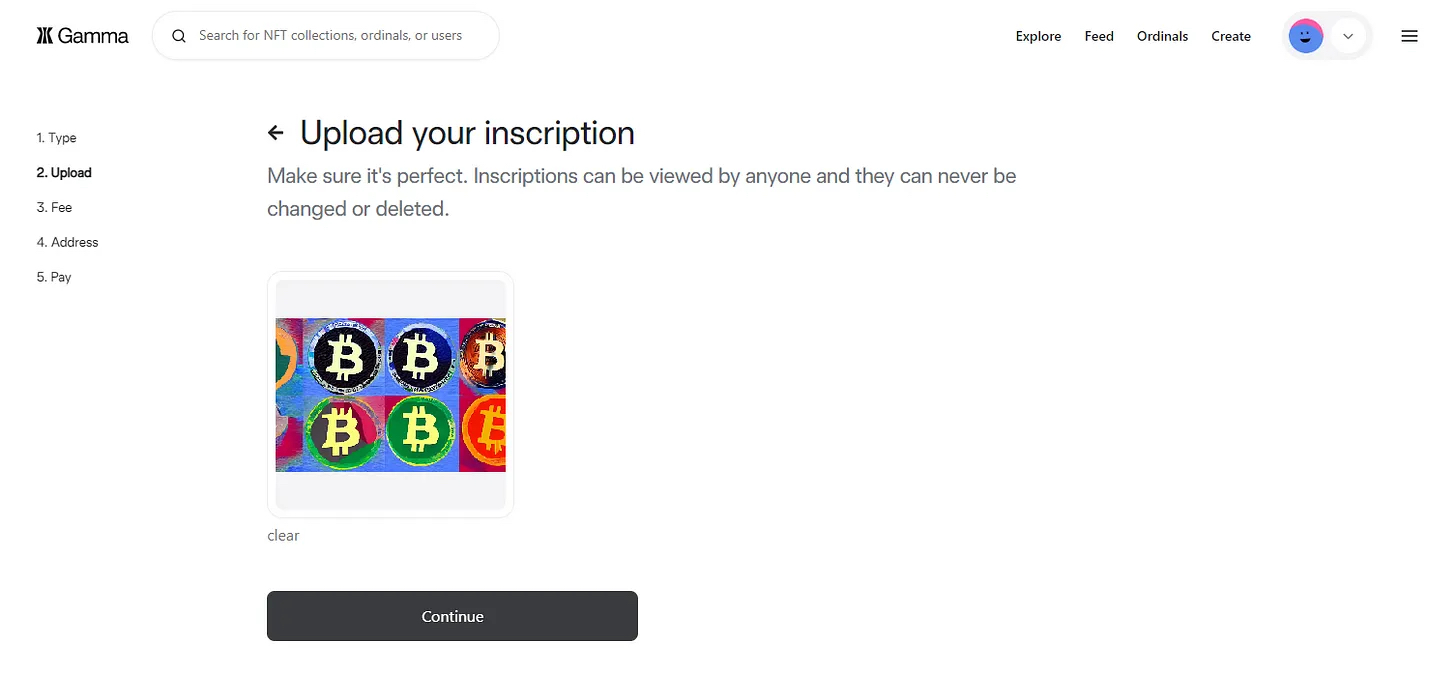 Gamma
Search for NFT collections, ordinals, or users
Explore
Feed
Ordinals
Create
1. Type
2. Upload
3. Fee
4. Address
5. Pay
← Upload your inscription
Make sure it's perfect. Inscriptions can be viewed by anyone and they can never be
changed or deleted.
clear
Continue